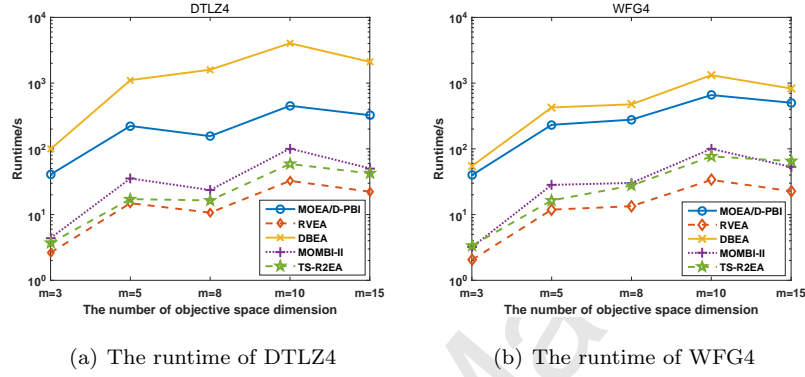 DTLZ4
10^4
10^3
10^2
10^1
10^0
Runtime/s
MOEA/D-PBI
RVEA
DBEA
MOMBI-II
TS-R2EA
m=3 m=5 m=8 m=10 m=15
The number of objective space dimension
(a) The runtime of DTLZ4
WFG4
10^4
10^3
10^2
10^1
10^0
Runtime/s
MOEA/D-PBI
RVEA
DBEA
MOMBI-II
TS-R2EA
m=3 m=5 m=8 m=10 m=15
The number of objective space dimension
(b) The runtime of WFG4